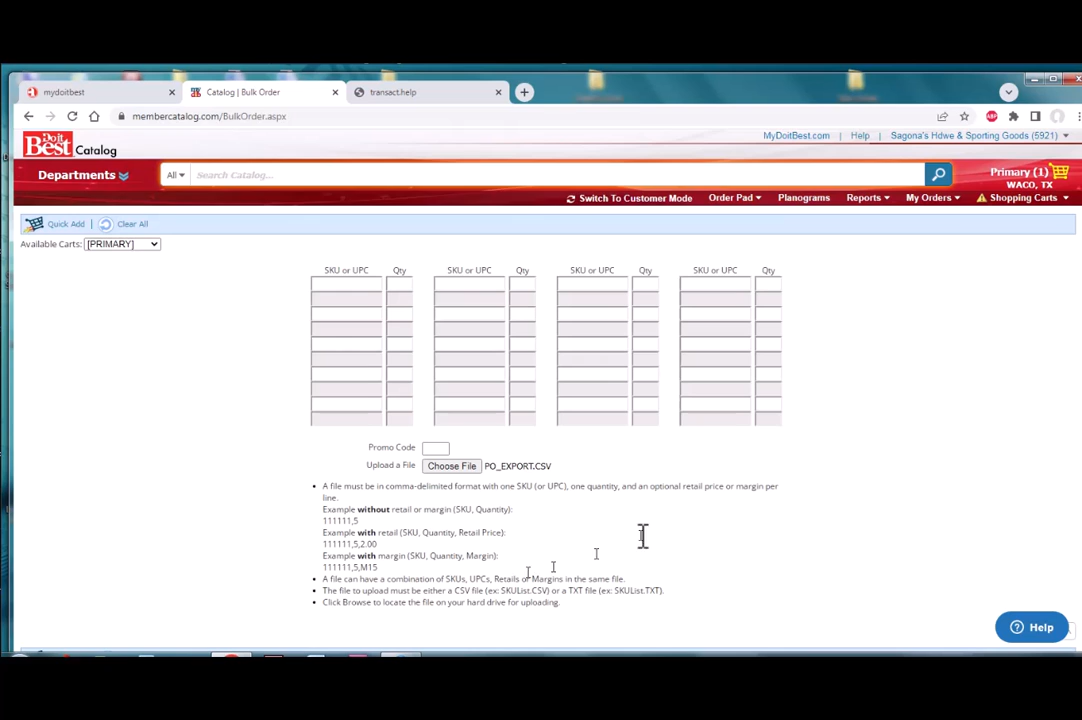 mydoitbest
Catalog | Bulk Order
transact.help
membercatalog.com/BulkOrder.aspx
ABP
MyDoitBest.com | Help | Sagona's Hdwe & Sporting Goods (5921)
Do it Best Catalog
Departments
All
Search Catalog...
Primary (1)
WACO, TX
Switch To Customer Mode
Order Pad
Planograms
Reports
My Orders
Shopping Carts
Quick Add | Clear All
Available Carts: [PRIMARY]
SKU or UPC Qty SKU or UPC Qty SKU or UPC Qty SKU or UPC Qty
Promo Code
Upload a File Choose File PO_EXPORT.CSV
• A file must be in comma-delimited format with one SKU (or UPC), one quantity, and an optional retail price or margin per
line.
Example without retail or margin (SKU, Quantity):
111111,5
Example with retail (SKU, Quantity, Retail Price):
111111,5,2.00
Example with margin (SKU, Quantity, Margin):
111111,5,M15
• A file can have a combination of SKUs, UPCs, Retails or Margins in the same file.
• The file to upload must be either a CSV file (ex: SKUList.CSV) or a TXT file (ex: SKUList.TXT).
• Click Browse to locate the file on your hard drive for uploading.
? Help